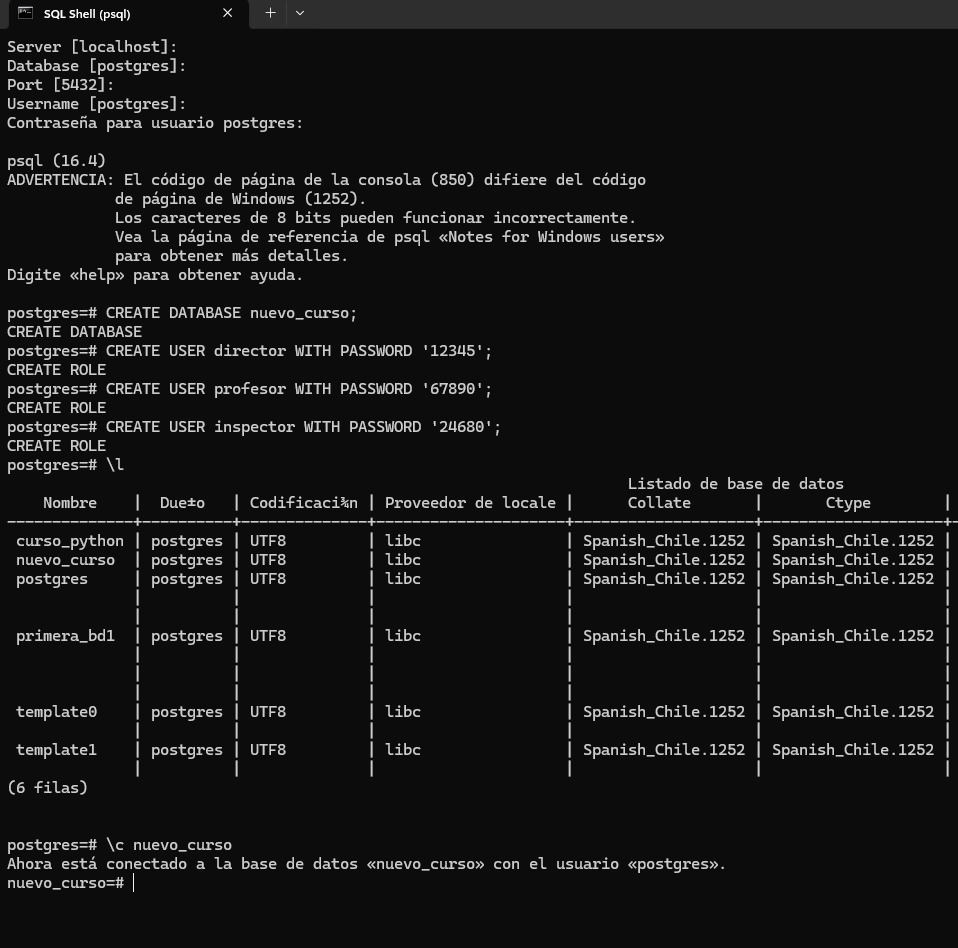 SQL Shell (psql)
Server [localhost]:
Database [postgres]:
Port [5432]:
Username [postgres]:
Contraseña para usuario postgres:
psql (16.4)
ADVERTENCIA: El código de página de la consola (850) difiere del código
            de página de Windows (1252).
            Los caracteres de 8 bits pueden funcionar incorrectamente.
            Vea la página de referencia de psql «Notes for Windows users»
            para obtener más detalles.
Digite «help» para obtener ayuda.
postgres=# CREATE DATABASE nuevo_curso;
CREATE DATABASE
postgres=# CREATE USER director WITH PASSWORD '12345';
CREATE ROLE
postgres=# CREATE USER profesor WITH PASSWORD '67890';
CREATE ROLE
postgres=# CREATE USER inspector WITH PASSWORD '24680';
CREATE ROLE
postgres=# \l
Listado de base de datos
Nombre | Due±o | Codificaci¾n | Proveedor de locale | Collate | Ctype |
curso_python | postgres | UTF8 | libc | Spanish_Chile.1252 | Spanish_Chile.1252 |
nuevo_curso | postgres | UTF8 | libc | Spanish_Chile.1252 | Spanish_Chile.1252 |
postgres | postgres | UTF8 | libc | Spanish_Chile.1252 | Spanish_Chile.1252 |
primera_bd1 | postgres | UTF8 | libc | Spanish_Chile.1252 | Spanish_Chile.1252 |
template0 | postgres | UTF8 | libc | Spanish_Chile.1252 | Spanish_Chile.1252 |
template1 | postgres | UTF8 | libc | Spanish_Chile.1252 | Spanish_Chile.1252 |
(6 filas)
postgres=# \c nuevo_curso
Ahora está conectado a la base de datos «nuevo_curso» con el usuario «postgres».
nuevo_curso=#